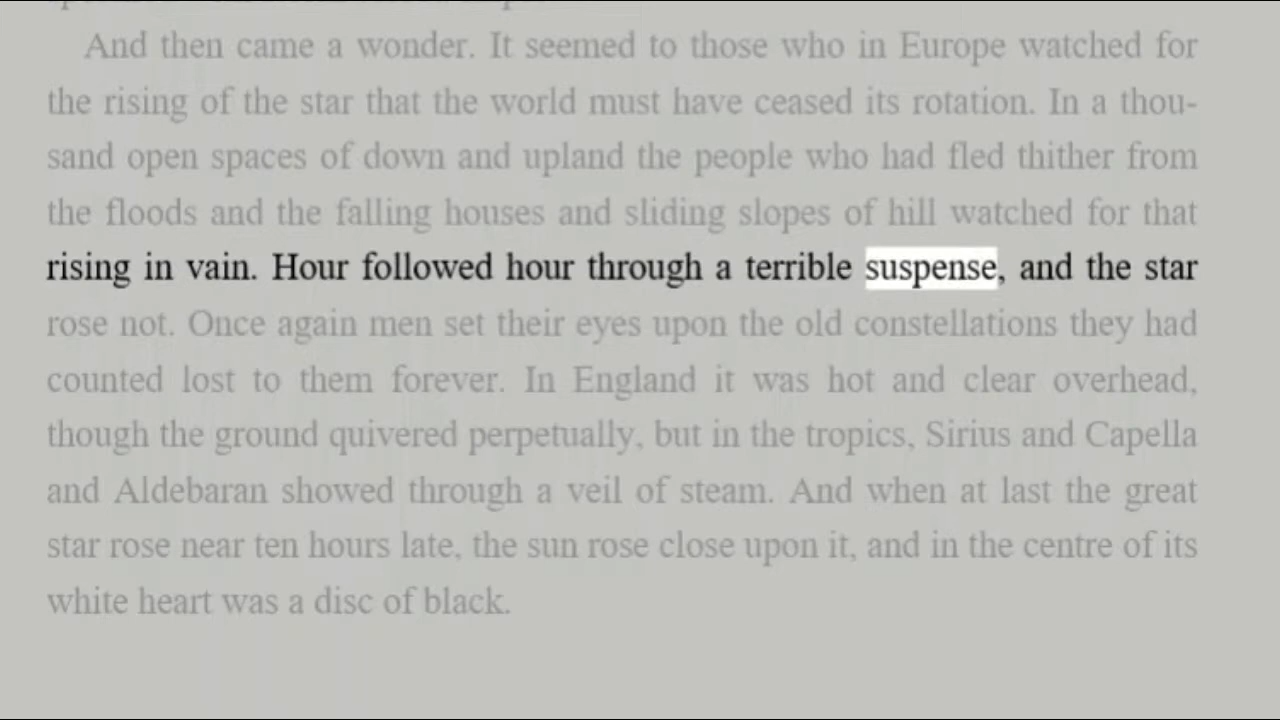 And then came a wonder. It seemed to those who in Europe watched for
the rising of the star that the world must have ceased its rotation. In a thou-
sand open spaces of down and upland the people who had fled thither from
the floods and the falling houses and sliding slopes of hill watched for that
rising in vain. Hour followed hour through a terrible suspense, and the star
rose not. Once again men set their eyes upon the old constellations they had
counted lost to them forever. In England it was hot and clear overhead,
though the ground quivered perpetually, but in the tropics, Sirius and Capella
and Aldebaran showed through a veil of steam. And when at last the great
star rose near ten hours late, the sun rose close upon it, and in the centre of its
white heart was a disc of black.